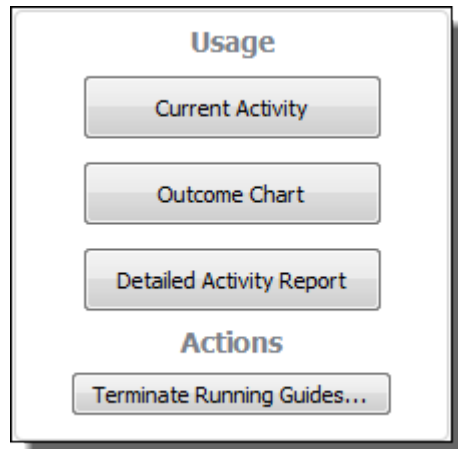 Usage
Current Activity
Outcome Chart
Detailed Activity Report
Actions
Terminate Running Guides...